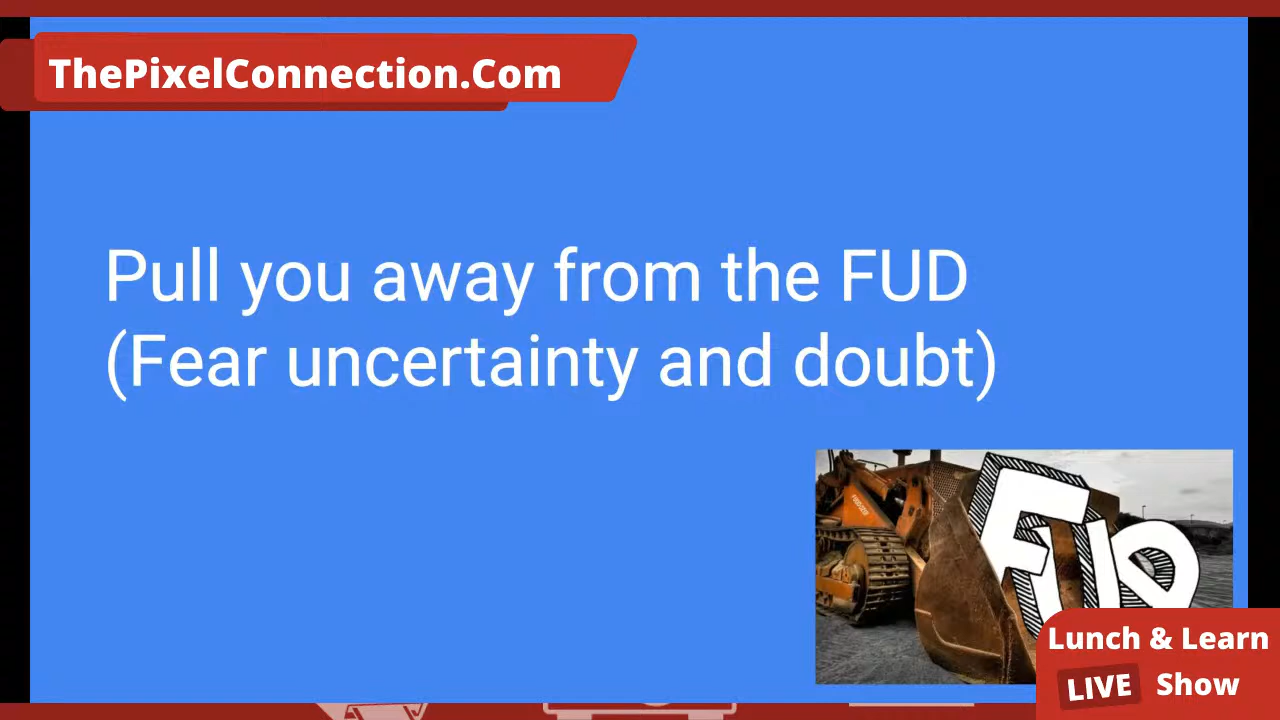 ThePixelConnection.Com
Pull you away from the FUD
(Fear uncertainty and doubt)
FUD
Lunch & Learn
LIVE Show